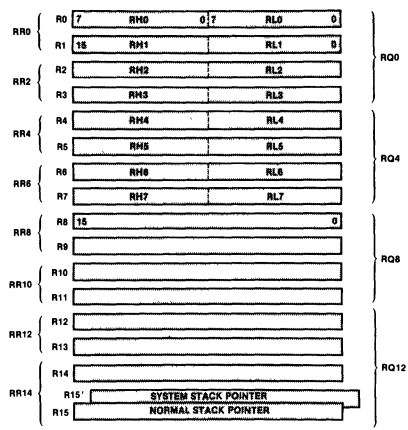 RR0
R0 7 RH0 0 7 RL0 0
R1 15 RH1 RL1 0
RQ0
RR2
R2 RH2 RL2
R3 RH3 RL3
RR4
R4 RH4 RL4
R5 RH5 RL5
RQ4
RR6
R6 RH6 RL6
R7 RH7 RL7
RR8
R8 15 0
R9
RQ8
RR10
R10
R11
RR12
R12
R13
RQ12
RR14
R14
R15' SYSTEM STACK POINTER
R15 NORMAL STACK POINTER